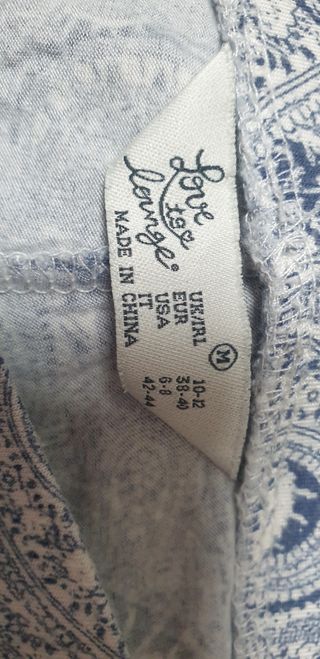 Love
to
lounge®
MADE IN CHINA
M
UK/IRL 10-12
EUR 38-40
USA 6-8
IT 42-44